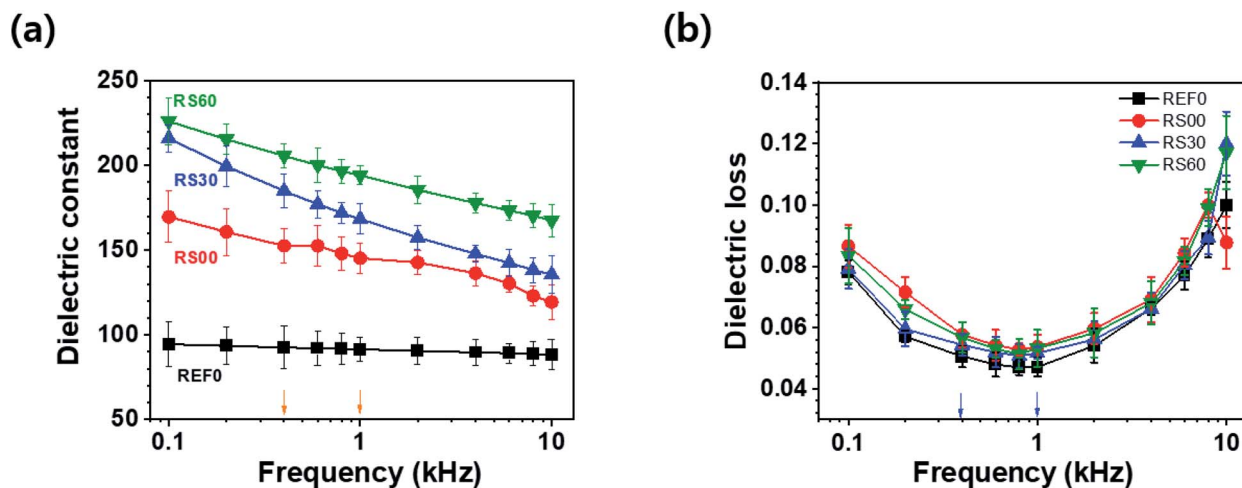 (a)
Dielectric constant
250
200
150
100
50
RS60
RS30
RS00
REF0
0.1
1
10
Frequency (kHz)
(b)
Dielectric loss
0.14
0.12
0.10
0.08
0.06
0.04
REF0
RS00
RS30
RS60
0.1
1
10
Frequency (kHz)